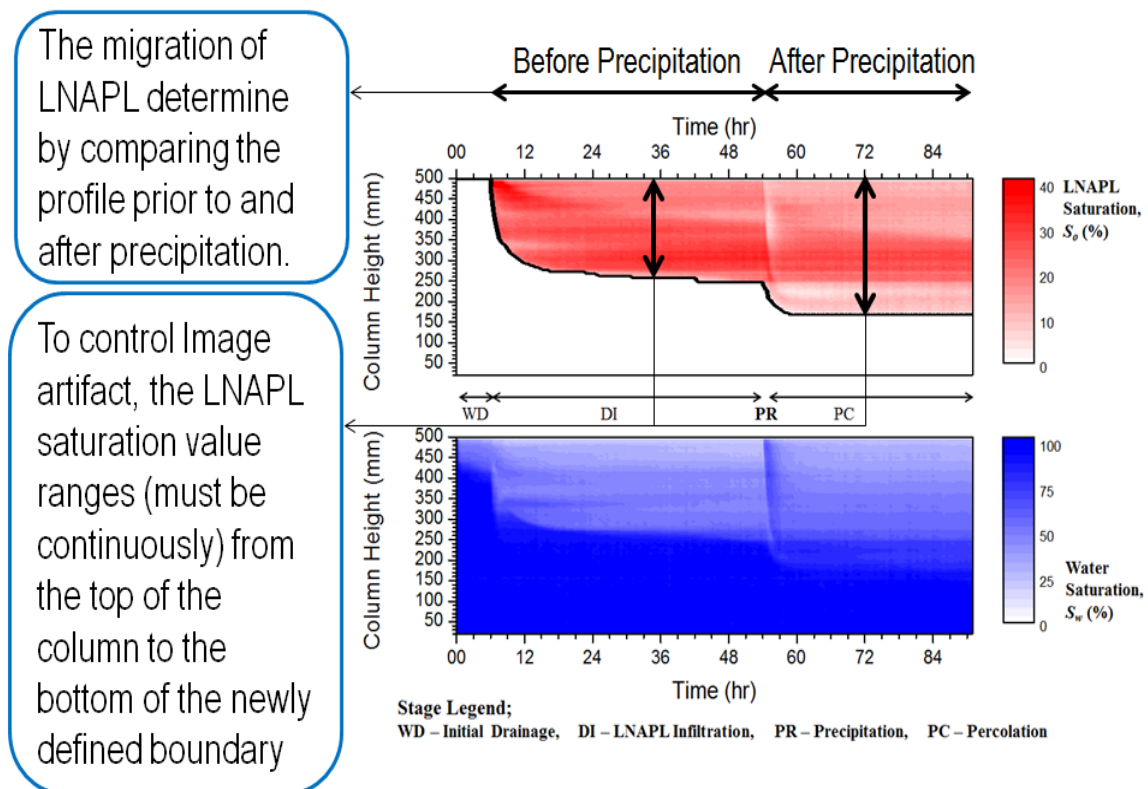 The migration of
LNAPL determine
by comparing the
profile prior to and
after precipitation.
To control Image
artifact, the LNAPL
saturation value
ranges (must be
continuously) from
the top of the
column to the
bottom of the newly
defined boundary
Before Precipitation After Precipitation
Time (hr)
00 12 24 36 48 60 72 84
Column Height (mm)
500
450
400
350
300
250
200
150
100
50
40
30
20
10
0
LNAPL
Saturation,
So (%)
WD DI PR PC
Column Height (mm)
500
450
400
350
300
250
200
150
100
50
100
75
50
25
0
Water
Saturation,
Sw (%)
00 12 24 36 48 60 72 84
Time (hr)
Stage Legend;
WD – Initial Drainage, DI – LNAPL Infiltration, PR – Precipitation, PC – Percolation